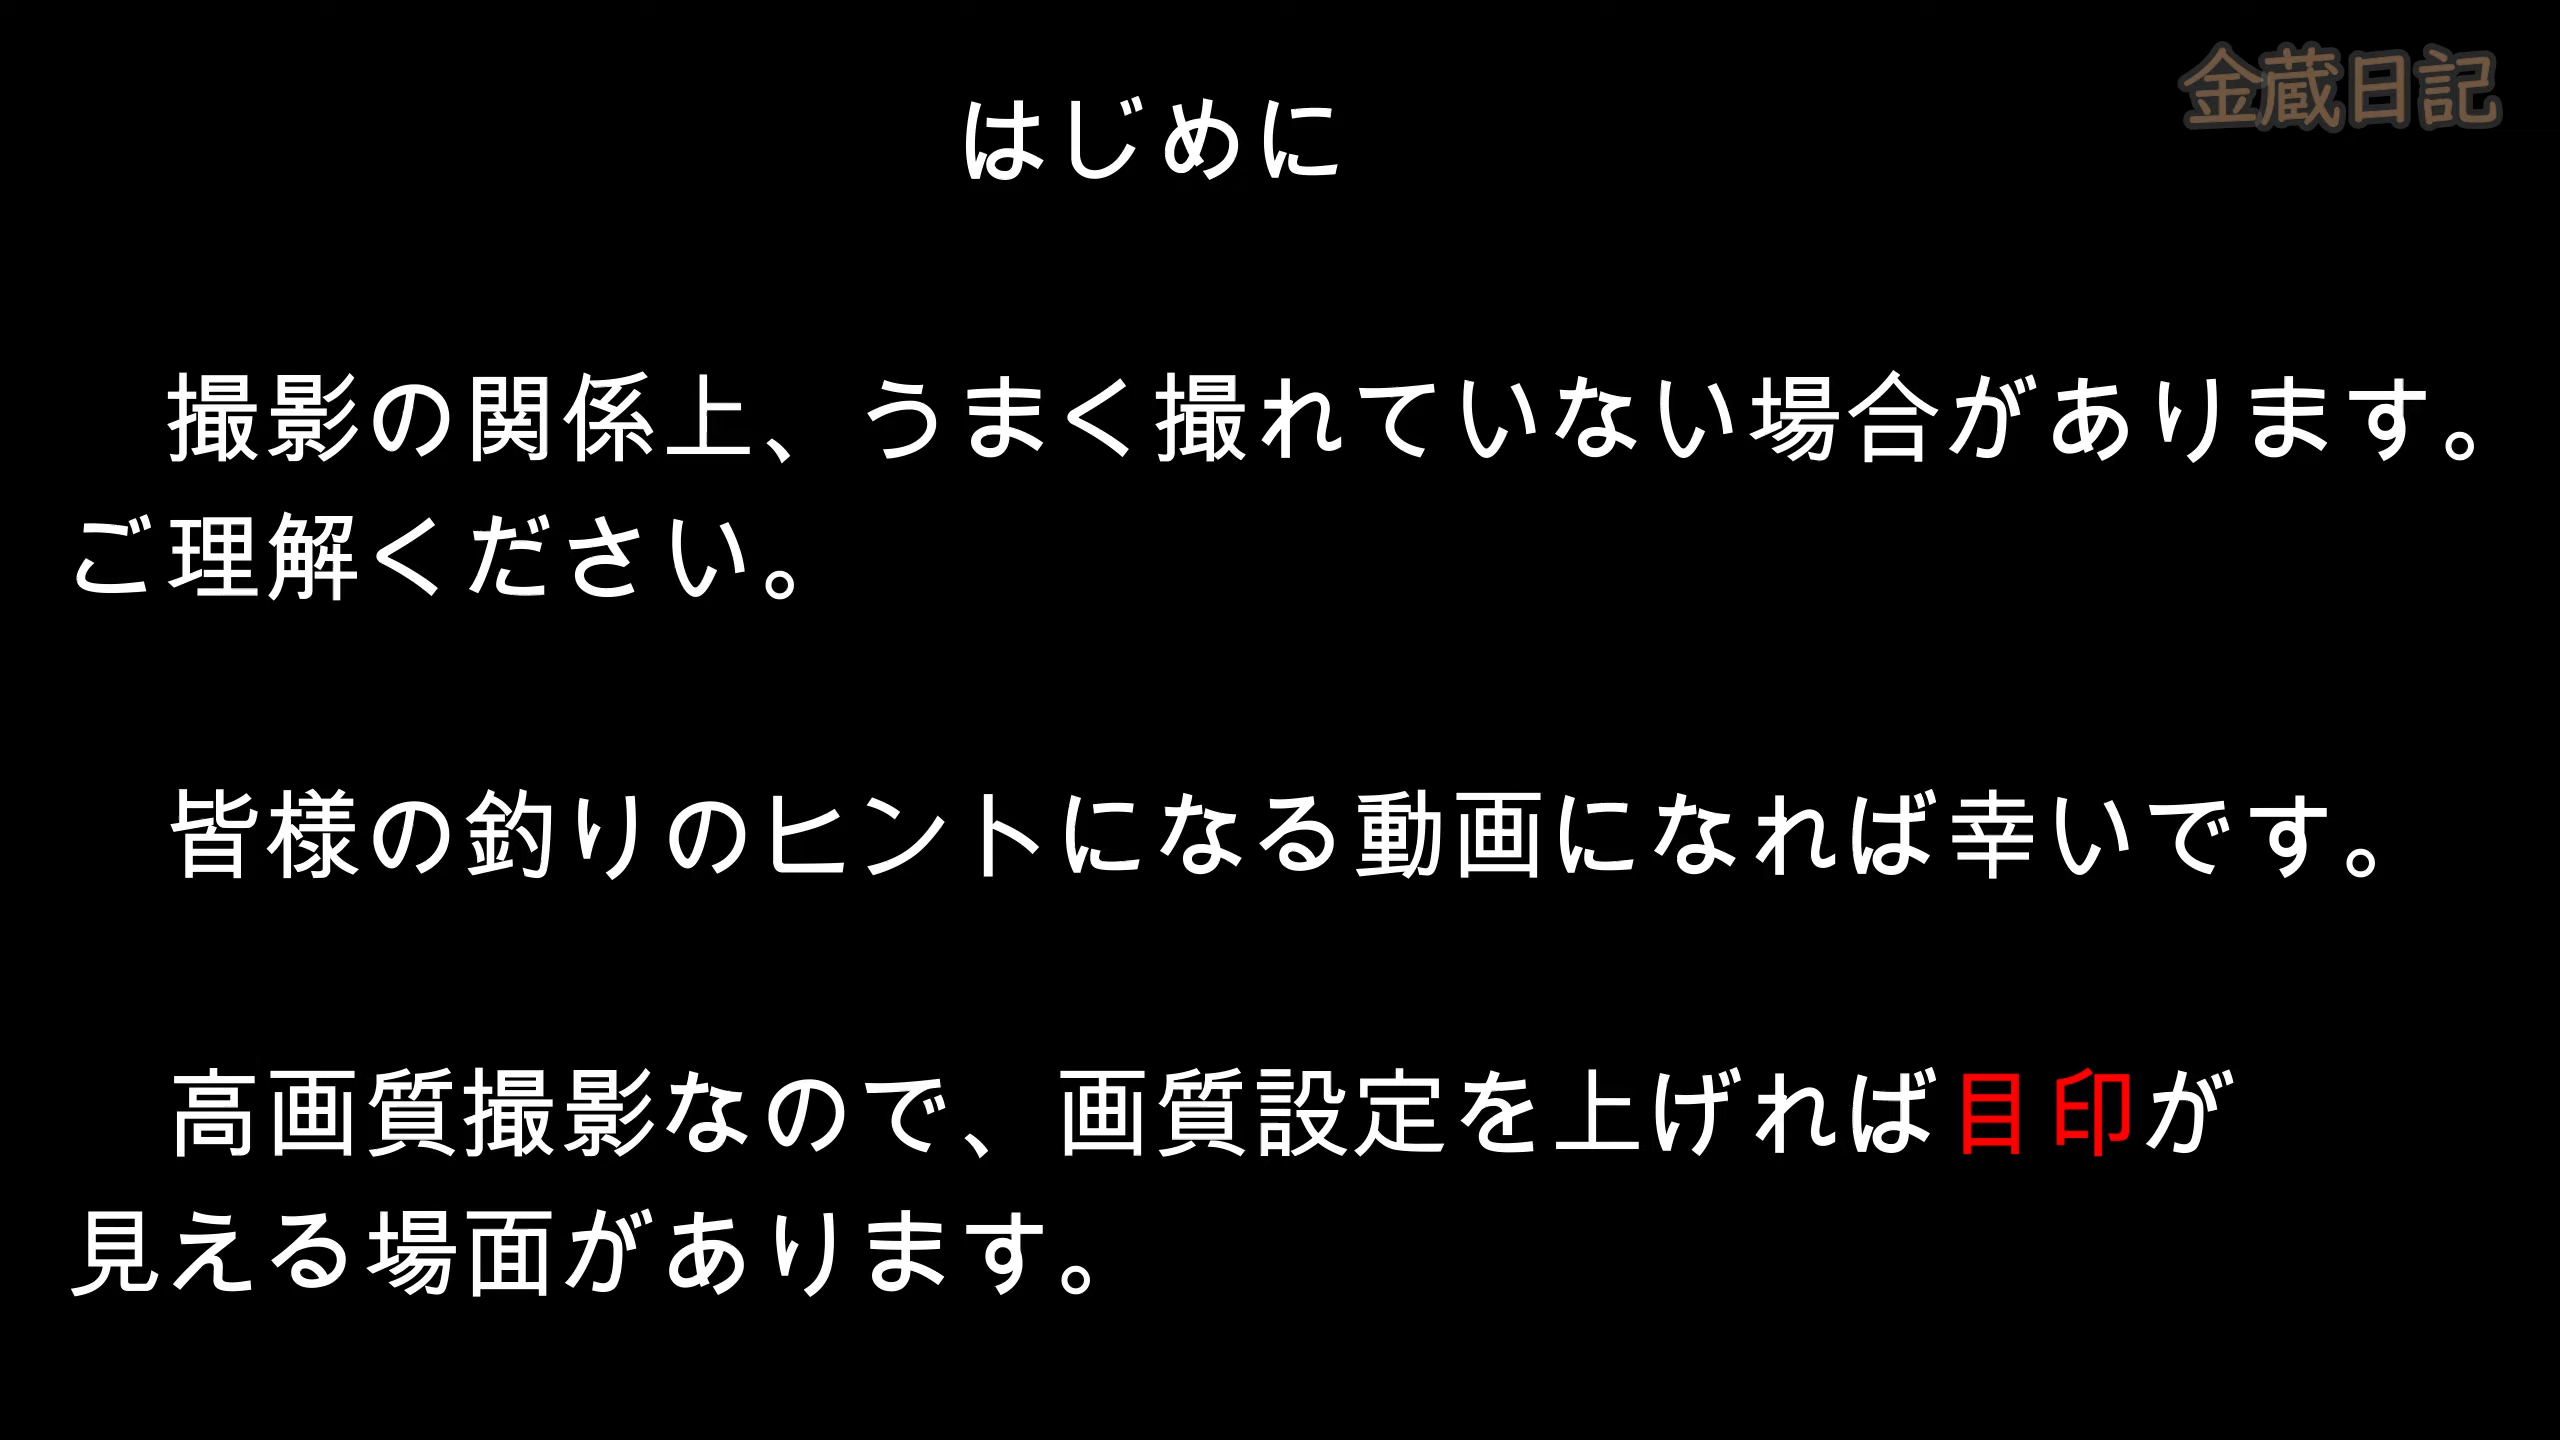 金蔵日記
はじめに
撮影の関係上、うまく撮れていない場合があります。
ご理解ください。
皆様の釣りのヒントになる動画になれば幸いです。
高画質撮影なので、画質設定を上げれば目印が
見える場面があります。